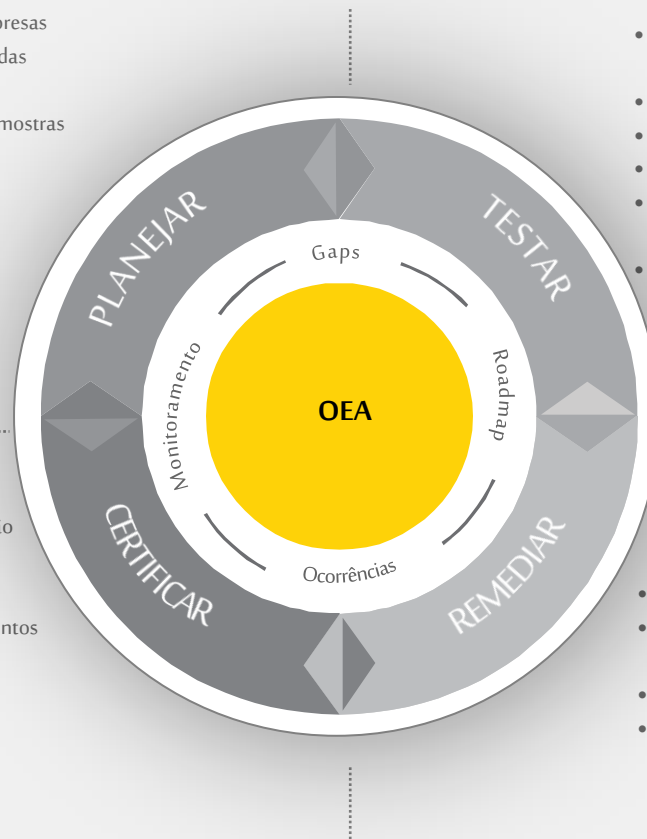 PLANEJAR
TESTAR
Gaps
Monitoramento
Roadmap
OEA
Ocorrências
CERTIFICAR
REMEDIAR